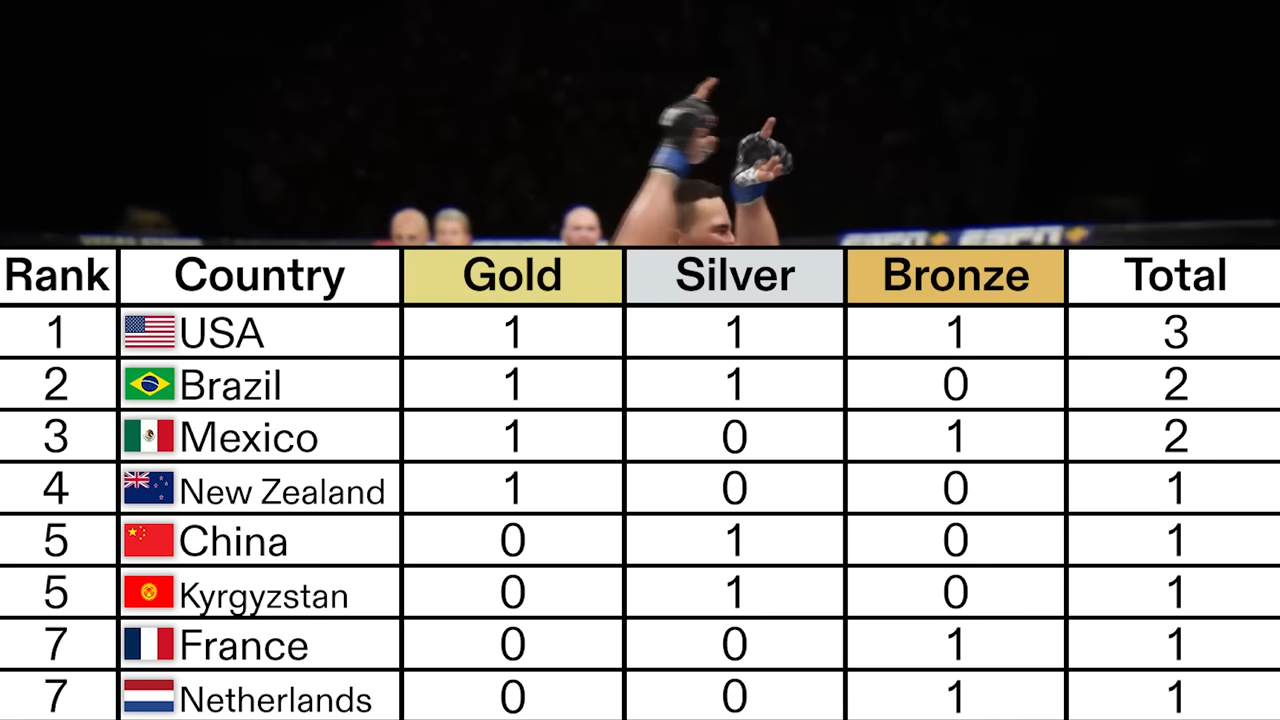 ESPN+ ESPN+
Rank Country Gold Silver Bronze Total
1 USA 1 1 1 3
2 Brazil 1 1 0 2
3 Mexico 1 0 1 2
4 New Zealand 1 0 0 1
5 China 0 1 0 1
5 Kyrgyzstan 0 1 0 1
7 France 0 0 1 1
7 Netherlands 0 0 1 1